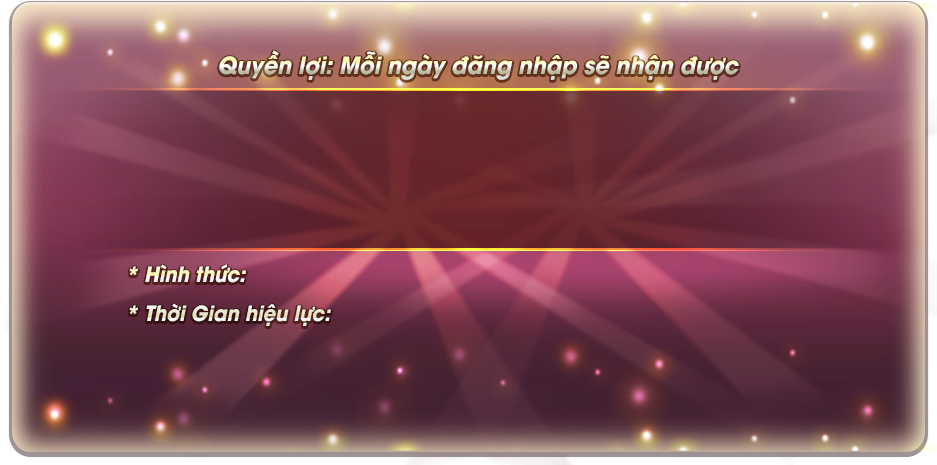 Quyền lợi: Mỗi ngày đăng nhập sẽ nhận được
* Hình thức:
* Thời Gian hiệu lực: